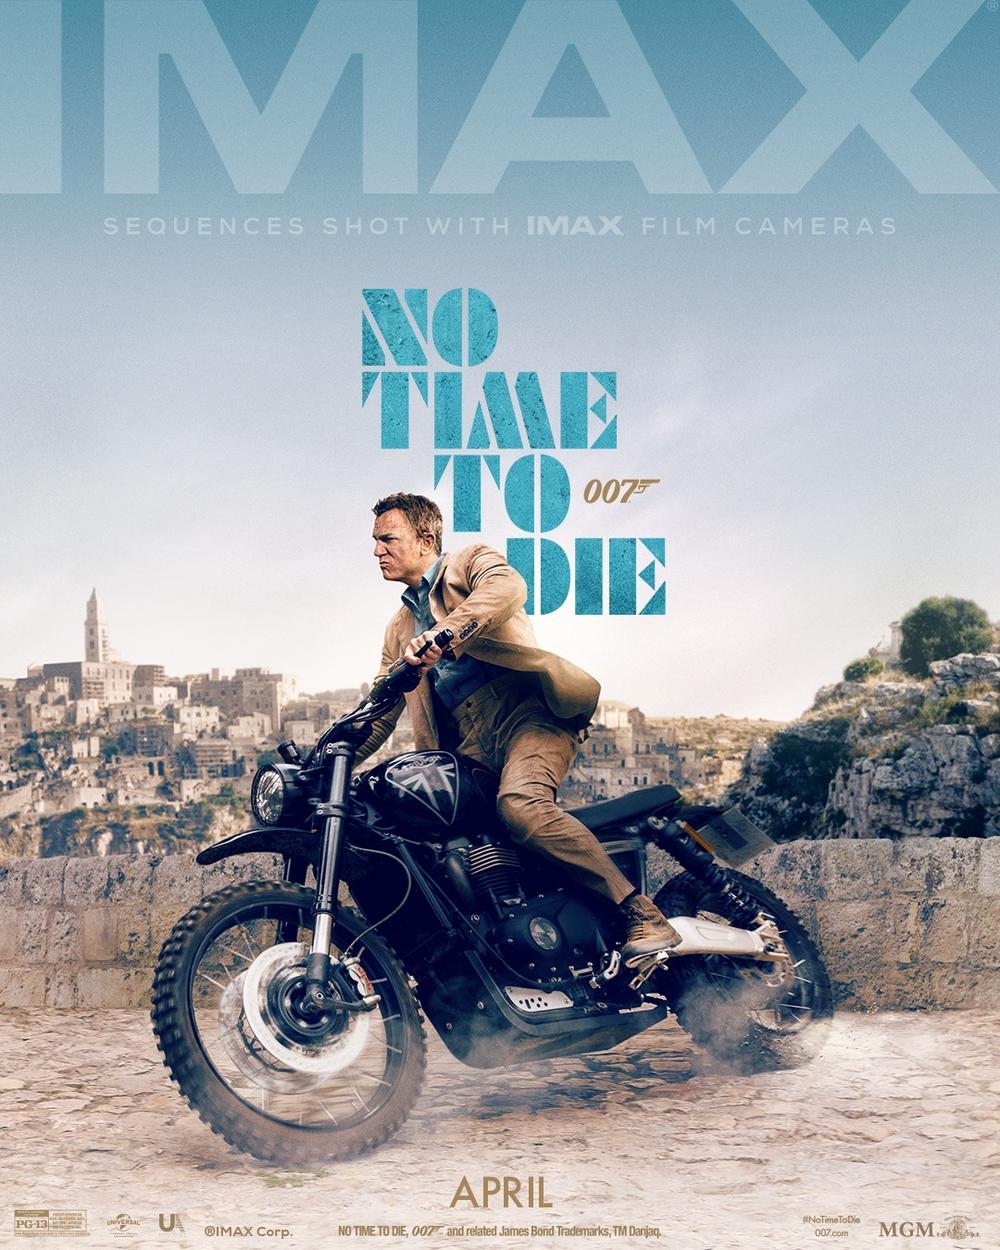 IMAX®
SEQUENCES SHOT WITH IMAX FILM CAMERAS
NO
TIME
TO
007
DIE
APRIL
PG-13
UNIVERSAL
UA
®IMAX Corp.
NO TIME TO DIE, 007 and related James Bond Trademarks, TM Danjaq.
#NoTimeToDie
007.com
MGM